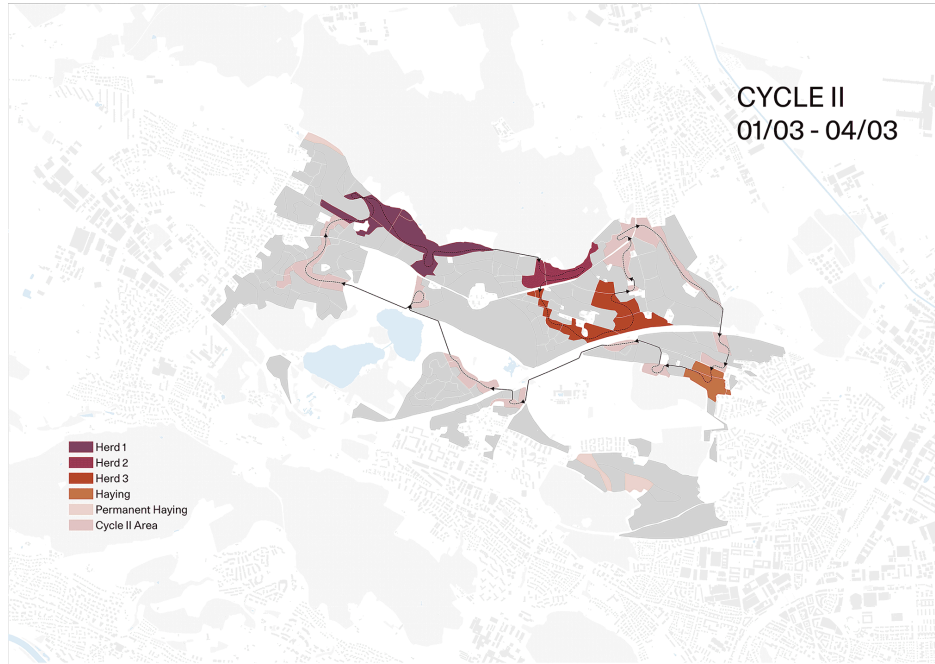 CYCLE II
01/03 - 04/03
Herd 1
Herd 2
Herd 3
Haying
Permanent Haying
Cycle II Area